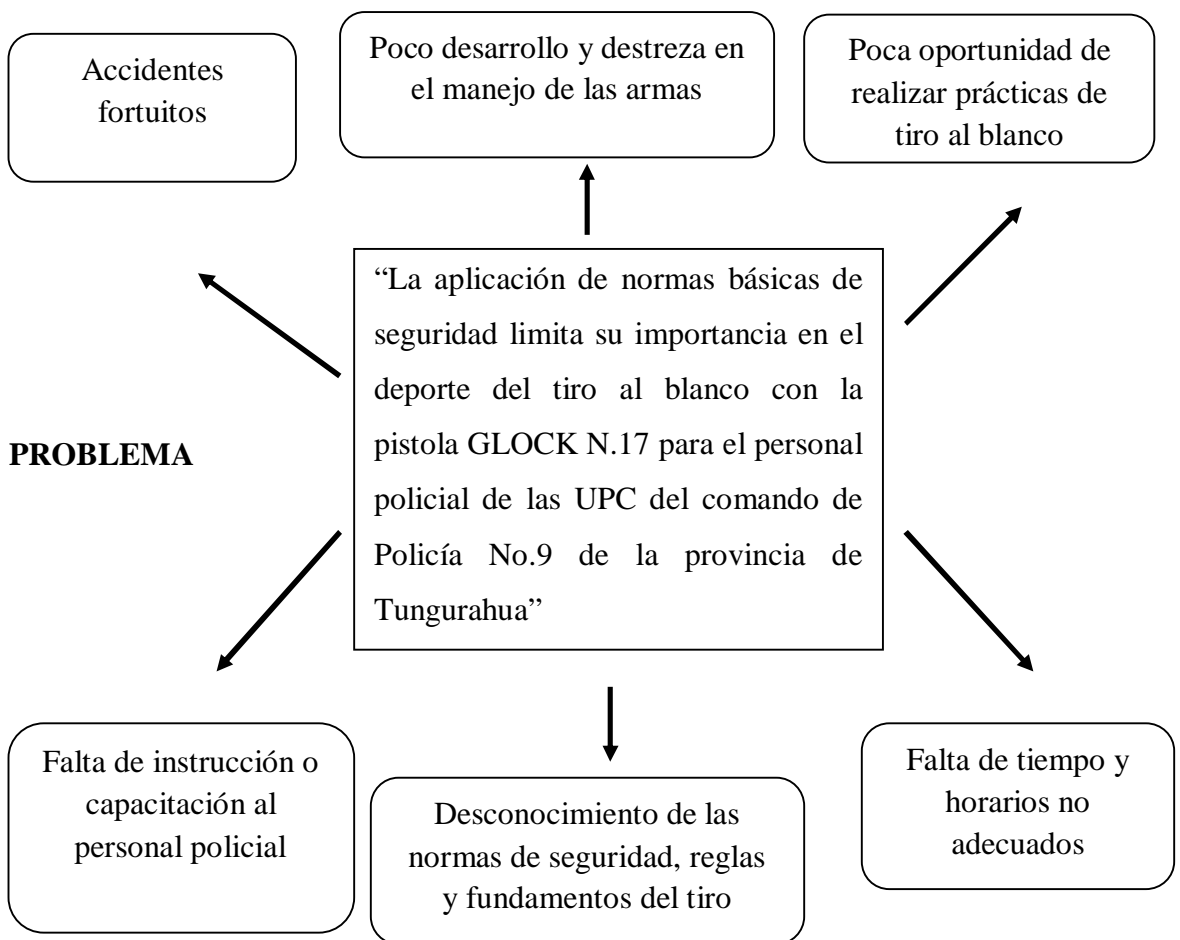 Accidentes
fortuitos
Poco desarrollo y destreza en
el manejo de las armas
Poca oportunidad de
realizar prácticas de
tiro al blanco
“La aplicación de normas básicas de
seguridad limita su importancia en el
deporte del tiro al blanco con la
pistola GLOCK N.17 para el personal
policial de las UPC del comando de
Policía No.9 de la provincia de
Tungurahua”
PROBLEMA
Falta de instrucción o
capacitación al
personal policial
Desconocimiento de las
normas de seguridad, reglas
y fundamentos del tiro
Falta de tiempo y
horarios no
adecuados